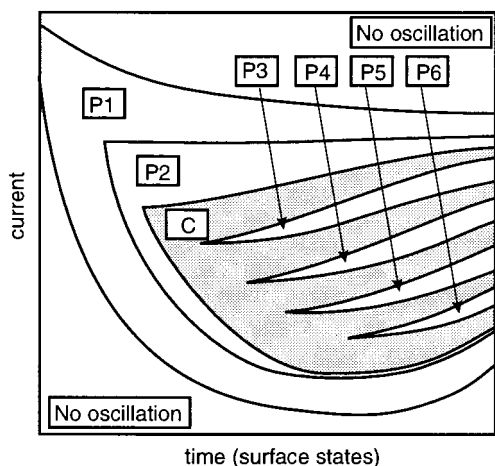 No oscillation
P3 P4 P5 P6
P1
P2
C
current
No oscillation
time (surface states)